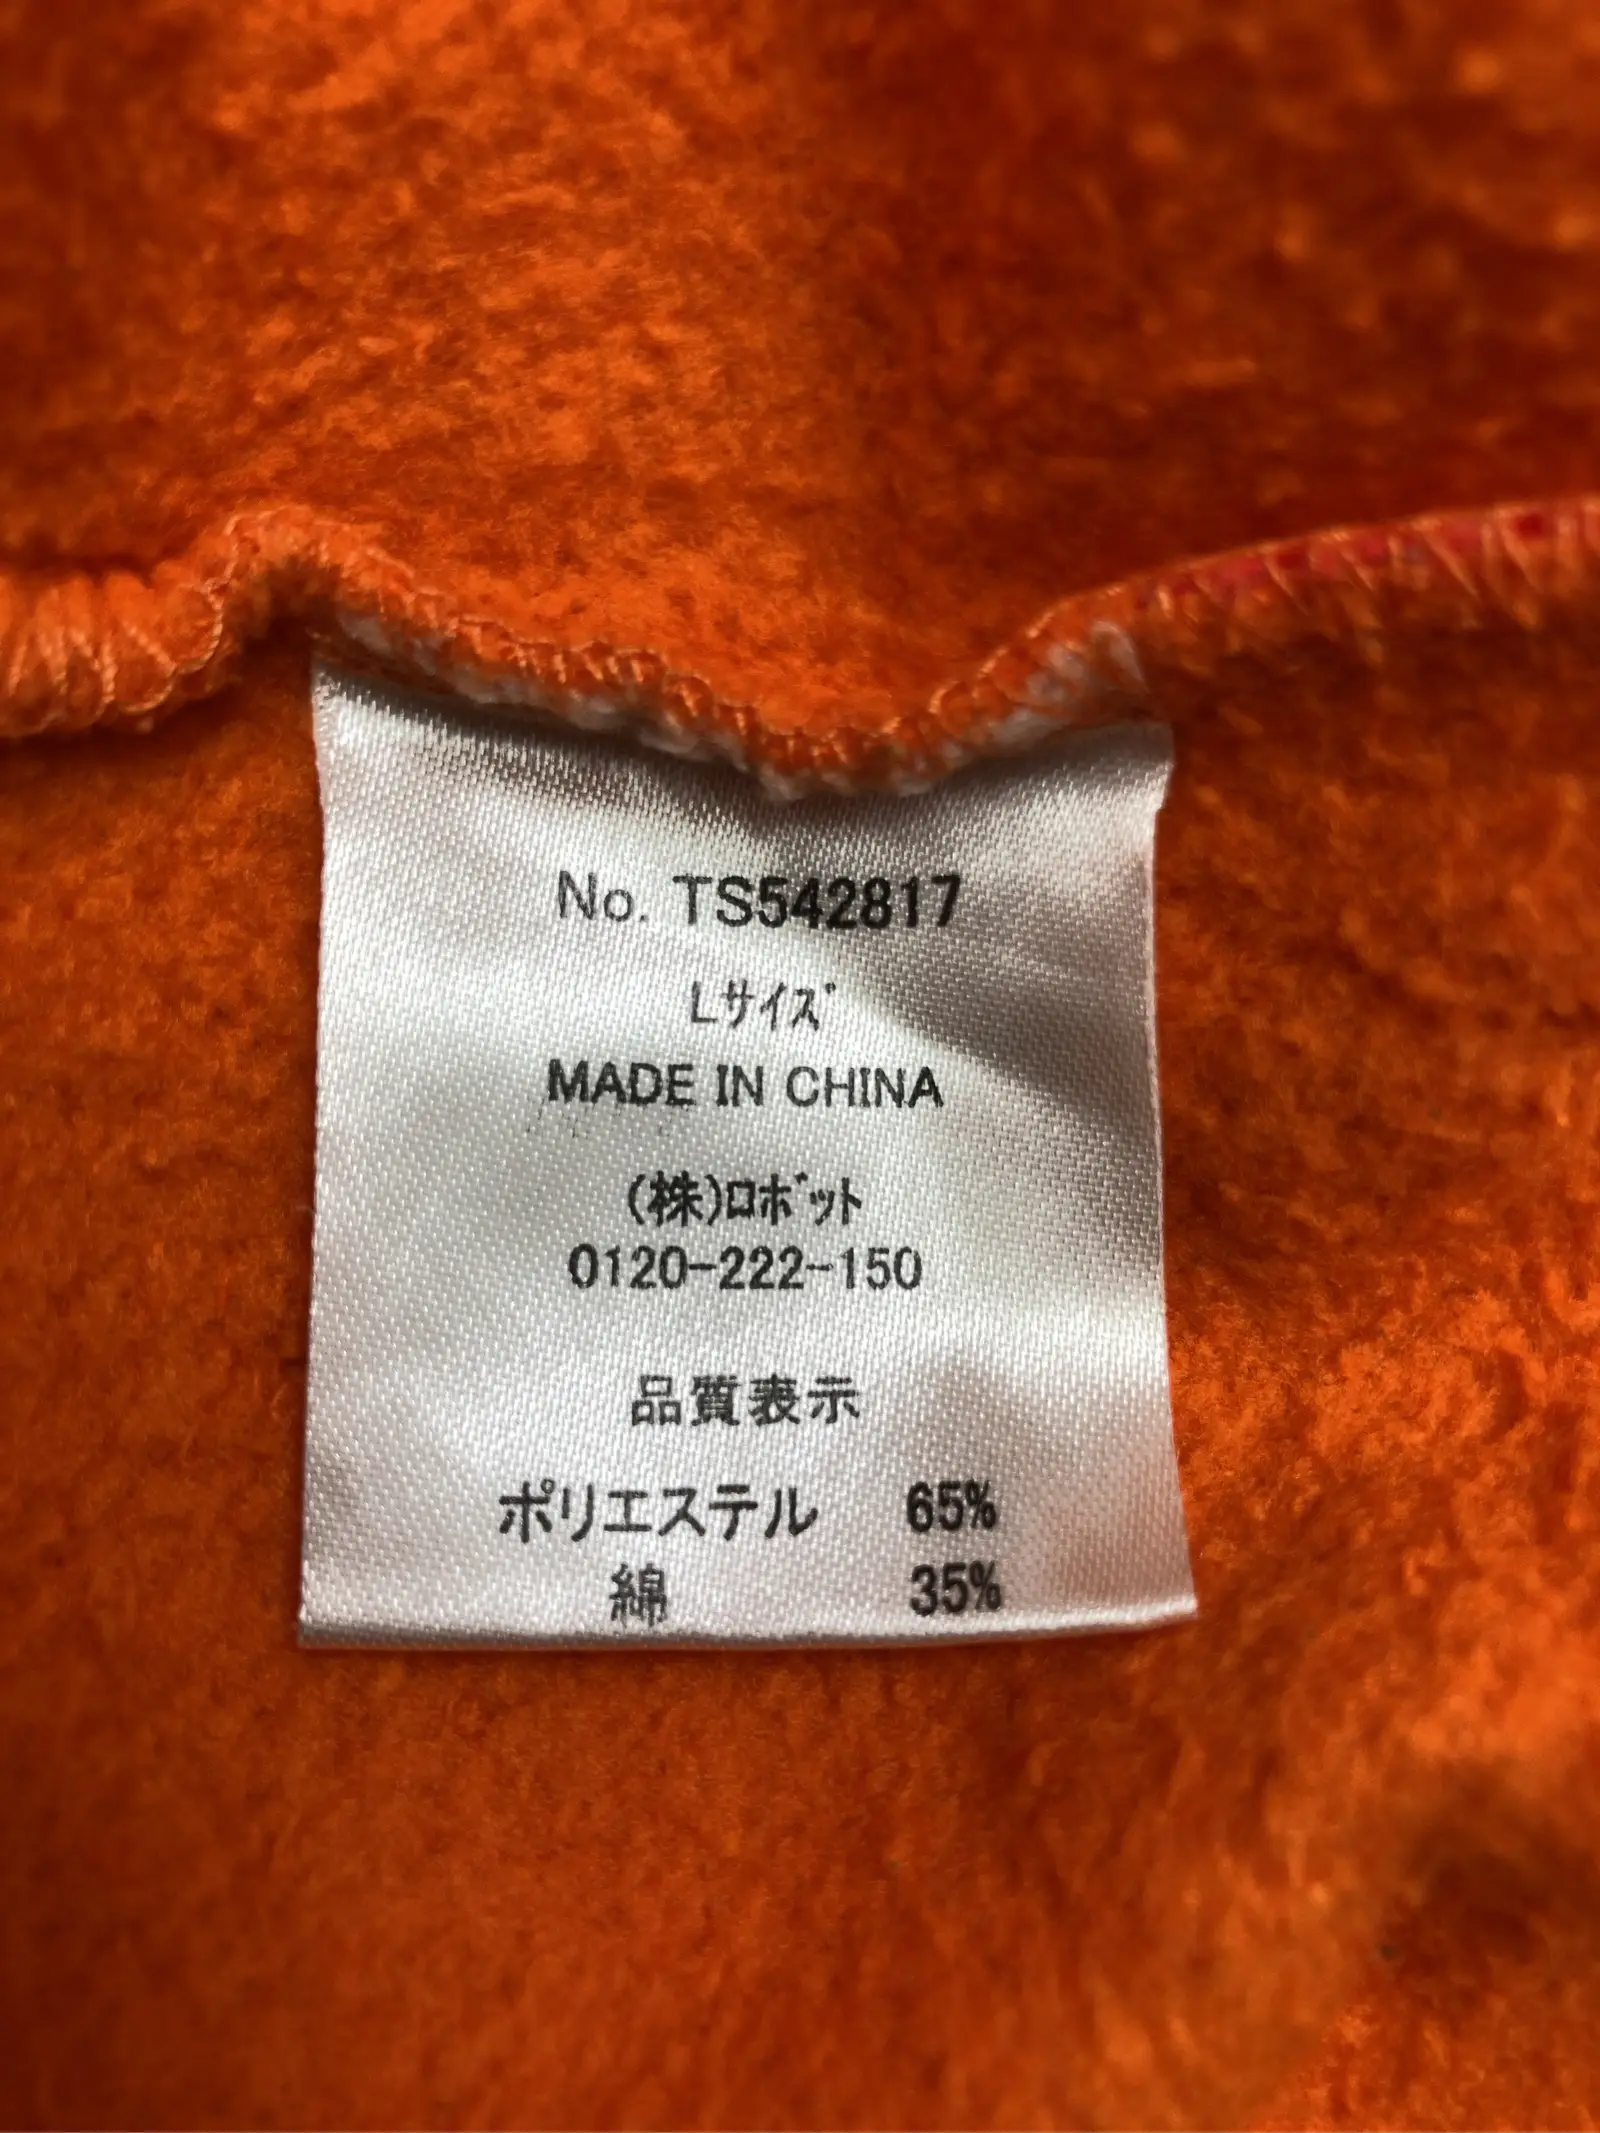 No. TS542817
Lサイズ
MADE IN CHINA
(株)ロボット
0120-222-150
品質表示
ポリエステル 65%
綿 35%